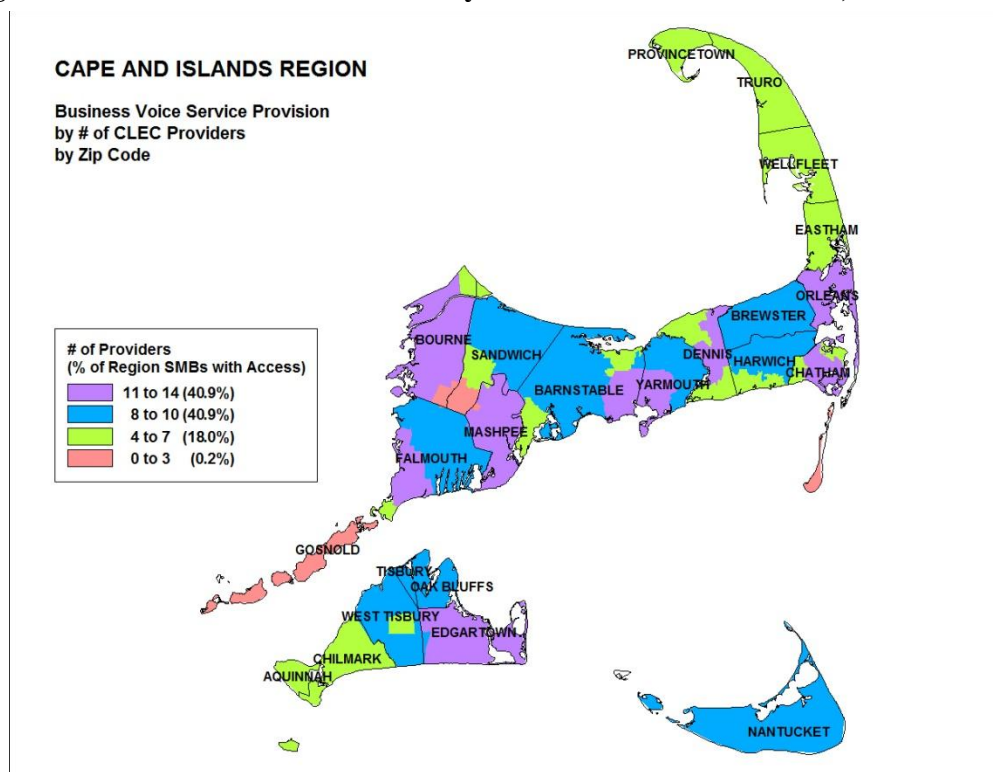 CAPE AND ISLANDS REGION
Business Voice Service Provision
by # of CLEC Providers
by Zip Code
PROVINCETOWN
TRURO
WELLFLEET
EASTHAM
ORLEANS
BREWSTER
BOURNE
SANDWICH
DENNIS
HARWICH
CHATHAM
BARNSTABLE
YARMOUTH
MASHPEE
FALMOUTH
# of Providers
(% of Region SMBs with Access)
11 to 14 (40.9%)
8 to 10 (40.9%)
4 to 7 (18.0%)
0 to 3 (0.2%)
GOSNOLD
TISBURY
OAK BLUFFS
WEST TISBURY
EDGARTOWN
CHILMARK
AQUINNAH
NANTUCKET